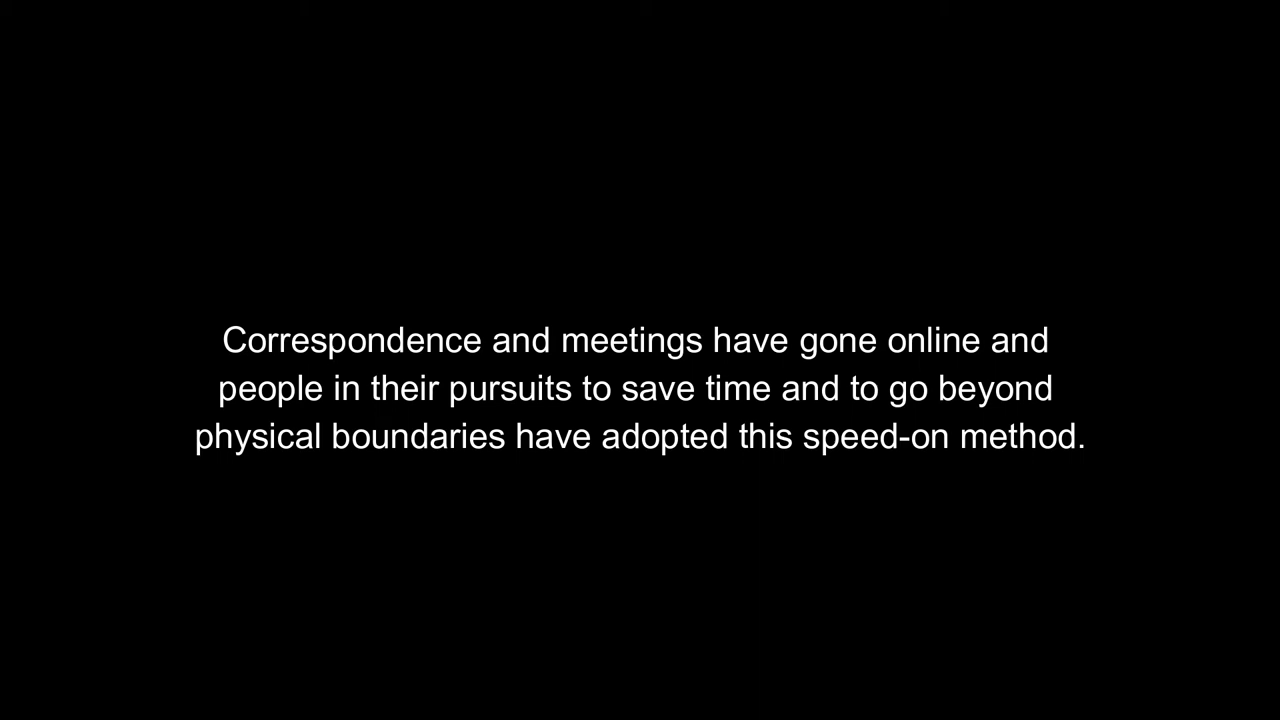 Correspondence and meetings have gone online and
people in their pursuits to save time and to go beyond
physical boundaries have adopted this speed-on method.